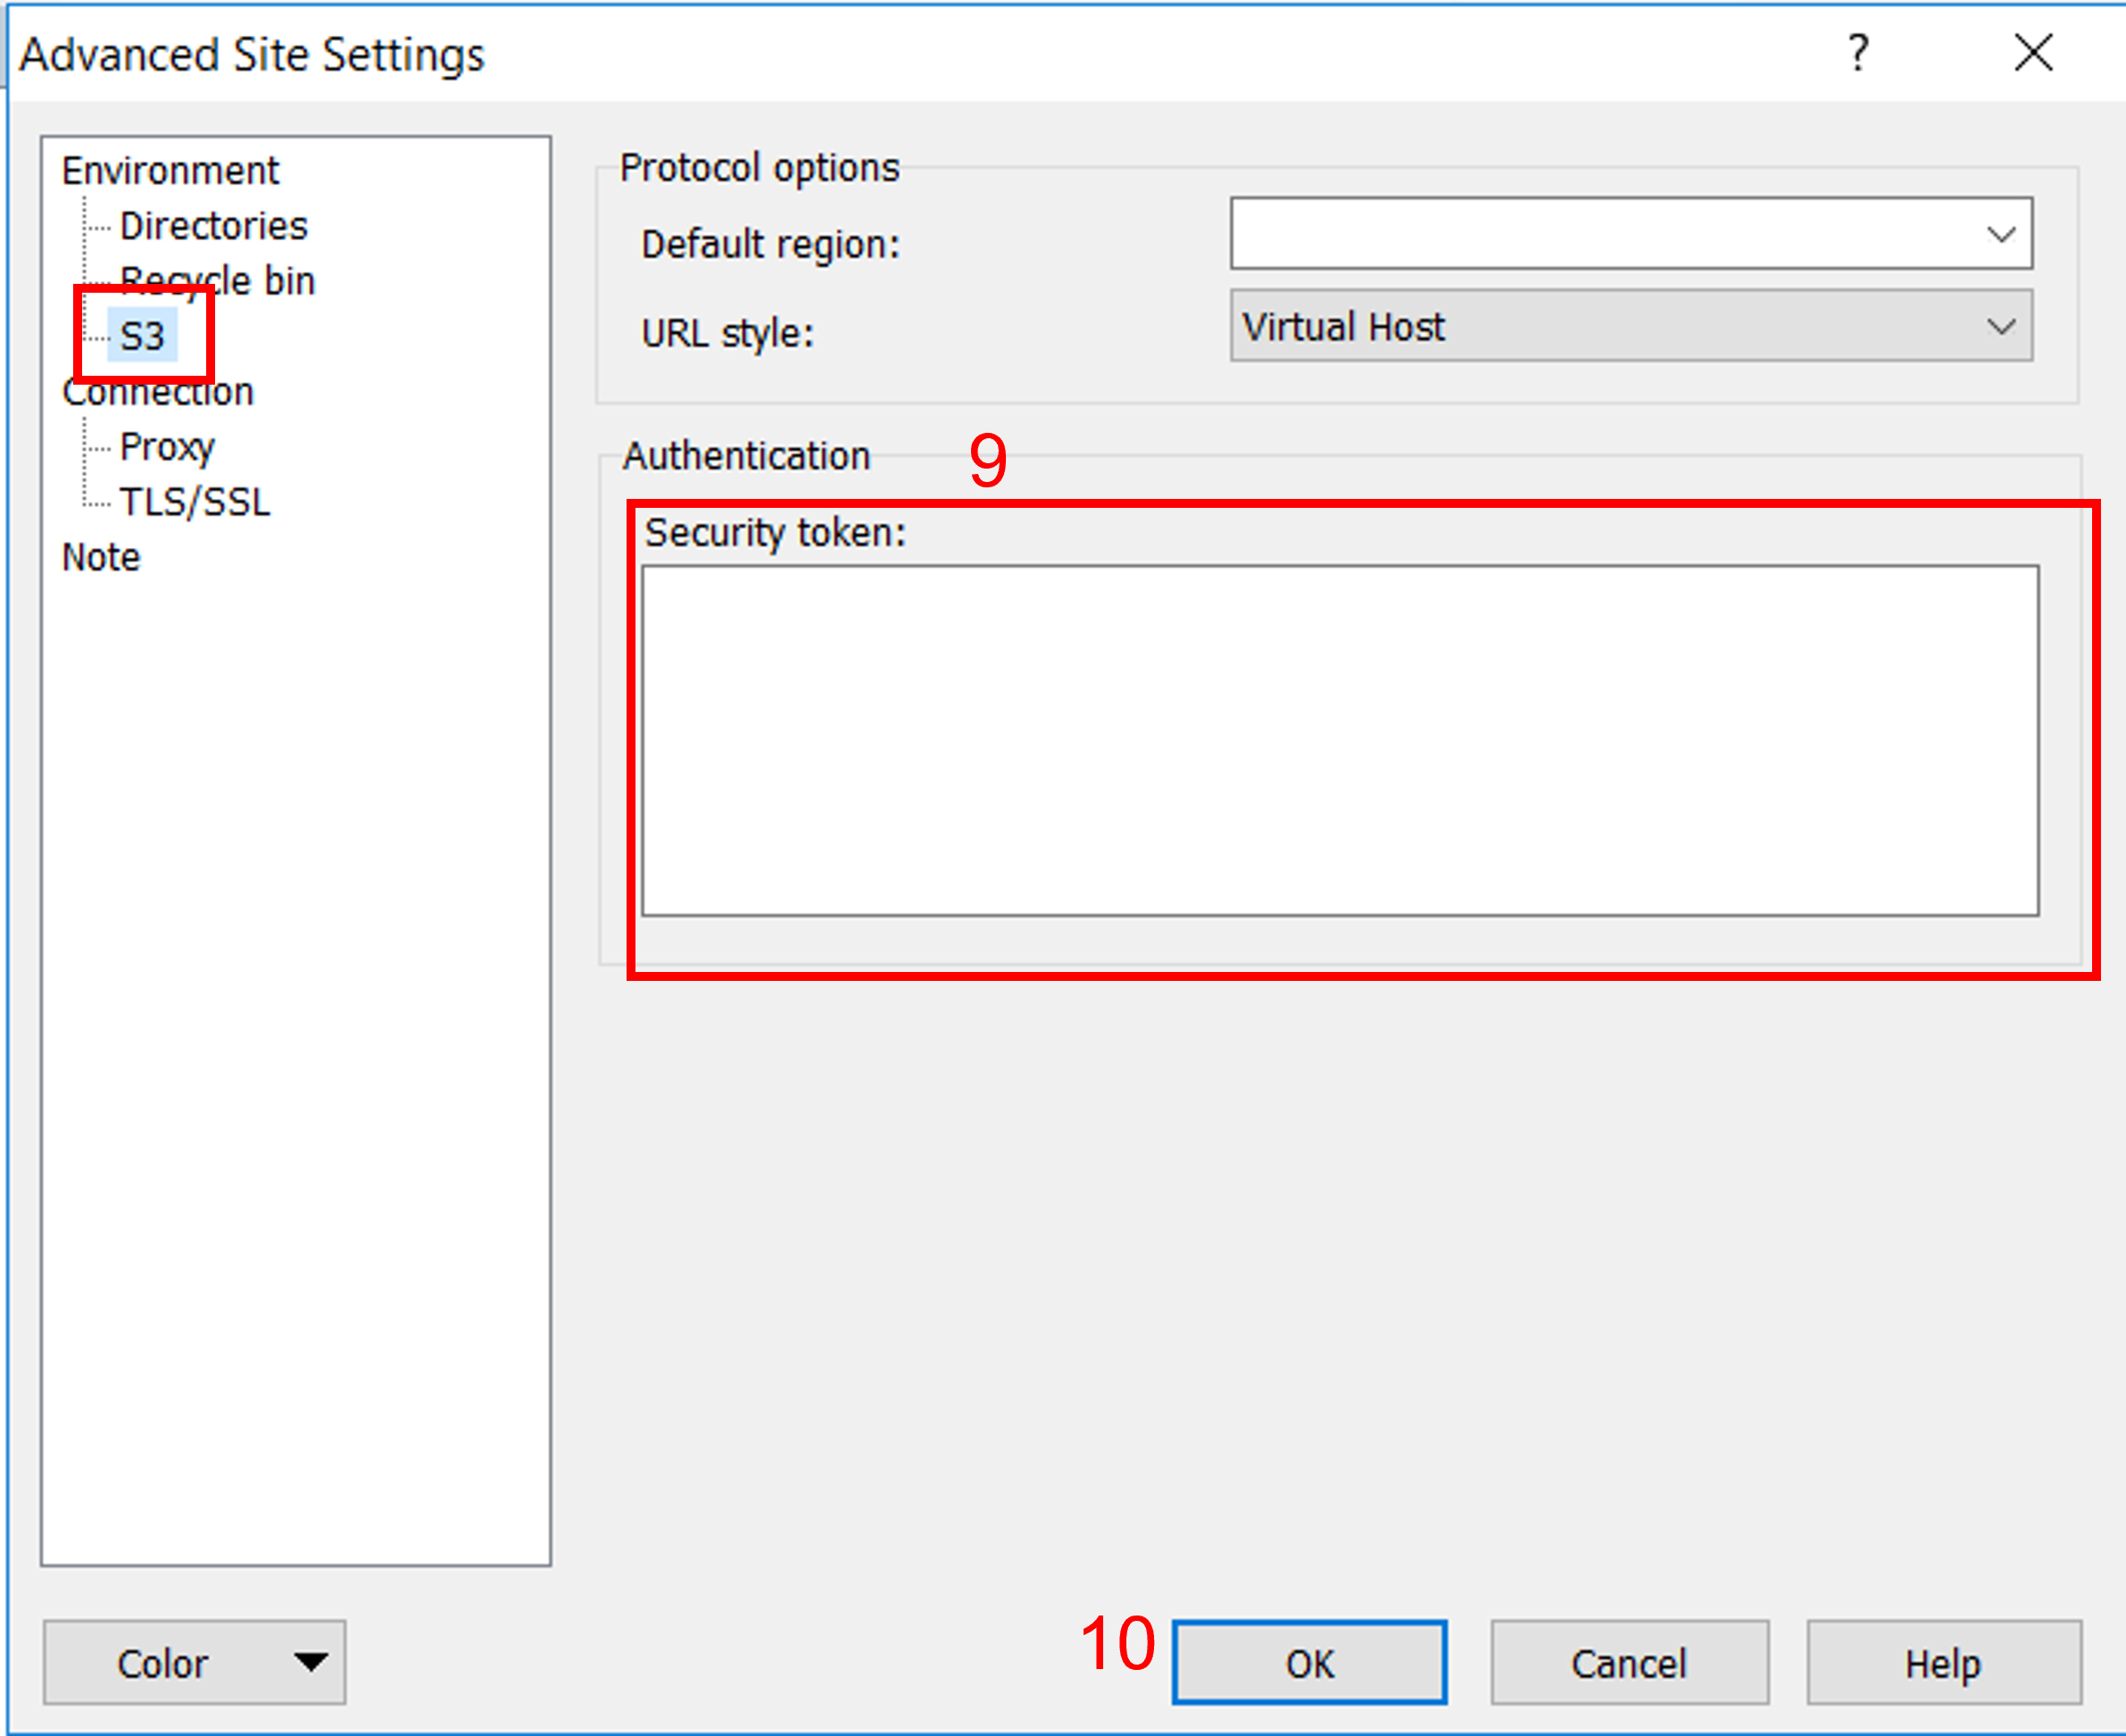 Advanced Site Settings ?
Environment
Directories
Recycle bin
S3
Connection
Proxy
TLS/SSL
Note
Protocol options
Default region:
URL style: Virtual Host
Authentication 9
Security token:
Color 10 OK Cancel Help